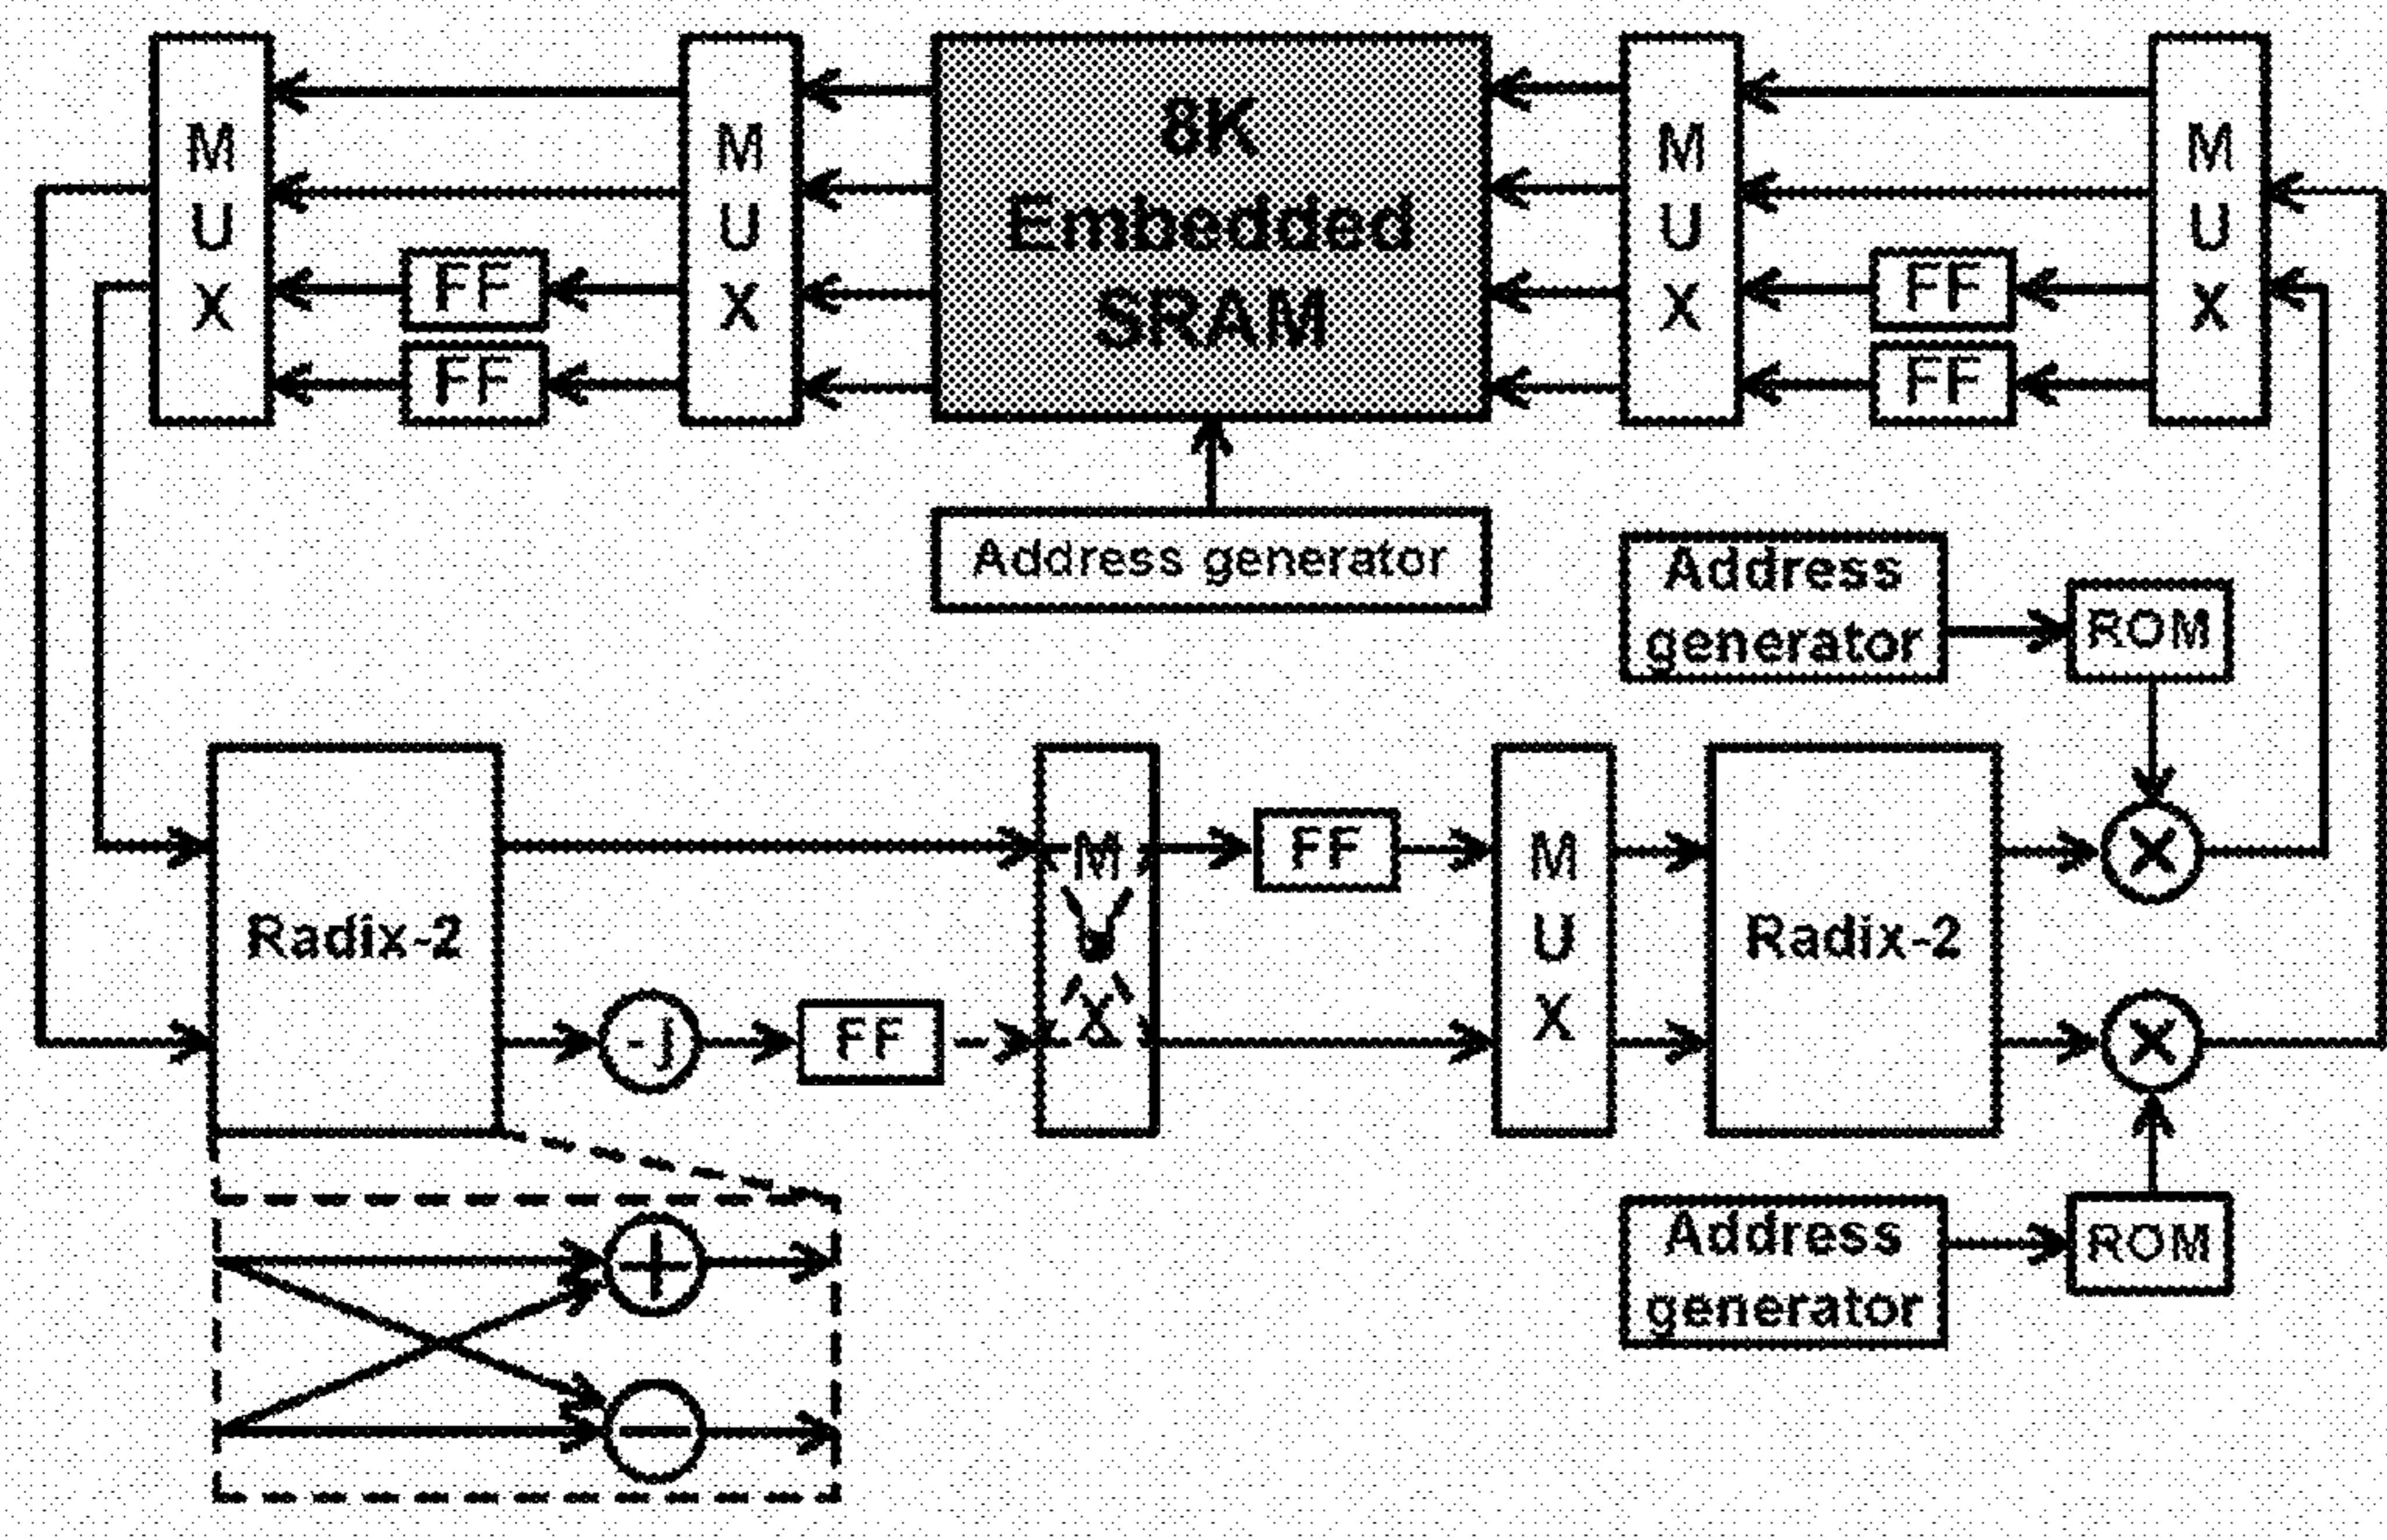 M
U
X
M
U
X
8K
Embedded
SRAM
M
U
X
M
U
X
FF
FF
FF
FF
Address generator
Address
generator
ROM
Radix-2
-j
FF
M
U
X
FF
M
U
X
Radix-2
X
X
Address
generator
ROM
+
−